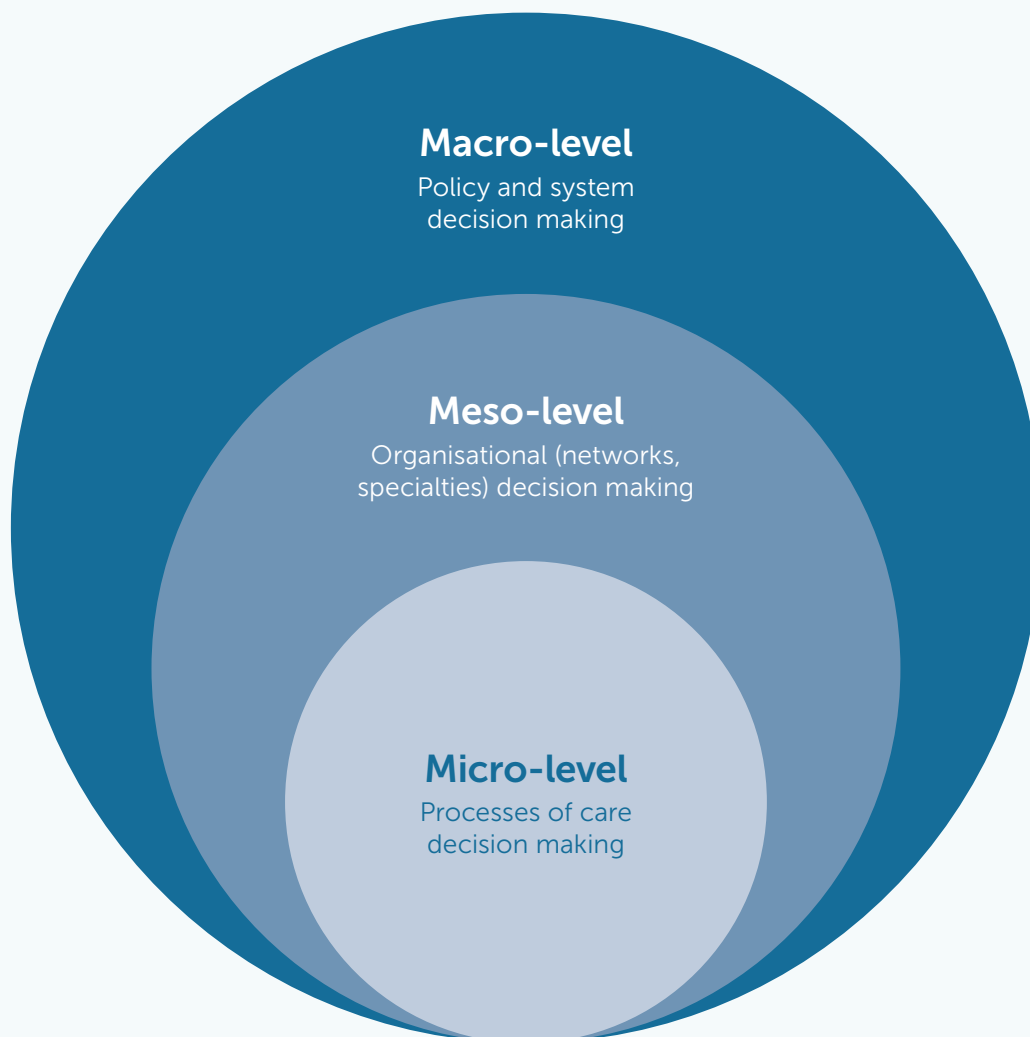 Macro-level
Policy and system
decision making
Meso-level
Organisational (networks,
specialties) decision making
Micro-level
Processes of care
decision making